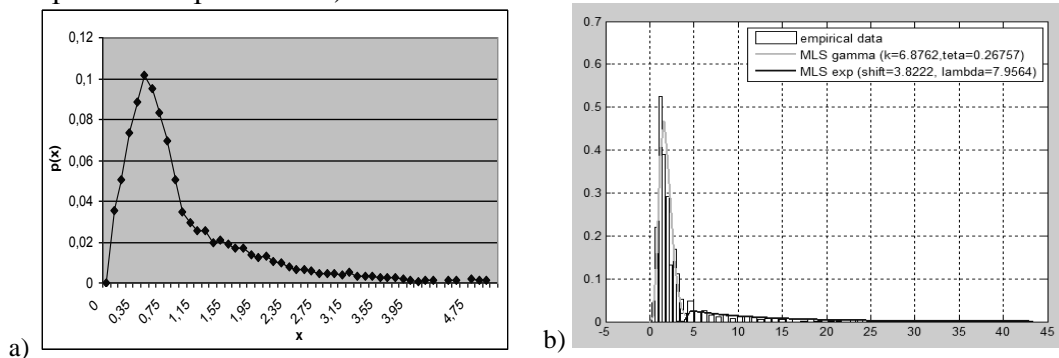 0,12
0,1
0,08
0,06
0,04
0,02
0
p(x)
0 0,35 0,75 1,15 1,55 1,95 2,35 2,75 3,15 3,55 3,95 4,75
x
a)
0.7
0.6
0.5
0.4
0.3
0.2
0.1
0
-5 0 5 10 15 20 25 30 35 40 45
empirical data
MLS gamma (k=6.8762,teta=0.26757)
MLS exp (shift=3.8222, lambda=7.9564)
b)